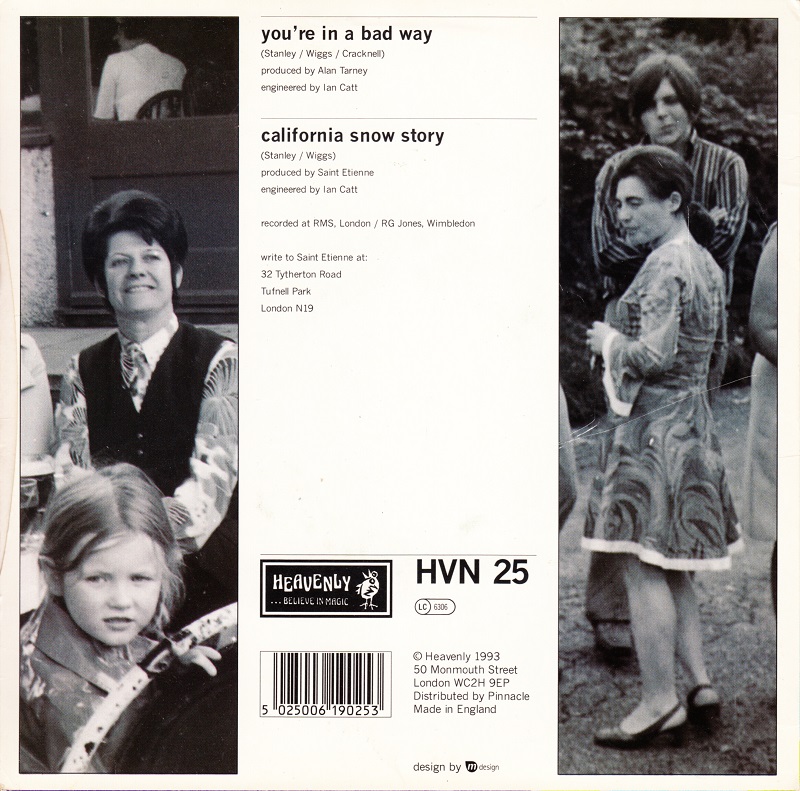 you're in a bad way
(Stanley / Wiggs / Cracknell)
produced by Alan Tarney
engineered by Ian Catt
california snow story
(Stanley / Wiggs)
produced by Saint Etienne
engineered by Ian Catt
recorded at RMS, London / RG Jones, Wimbledon
write to Saint Etienne at:
32 Tytherton Road
Tufnell Park
London N19
HEAVENLY
... BELIEVE IN MAGIC
HVN 25
LC 6306
5 025006 190253
© Heavenly 1993
50 Monmouth Street
London WC2H 9EP
Distributed by Pinnacle
Made in England
design by m design